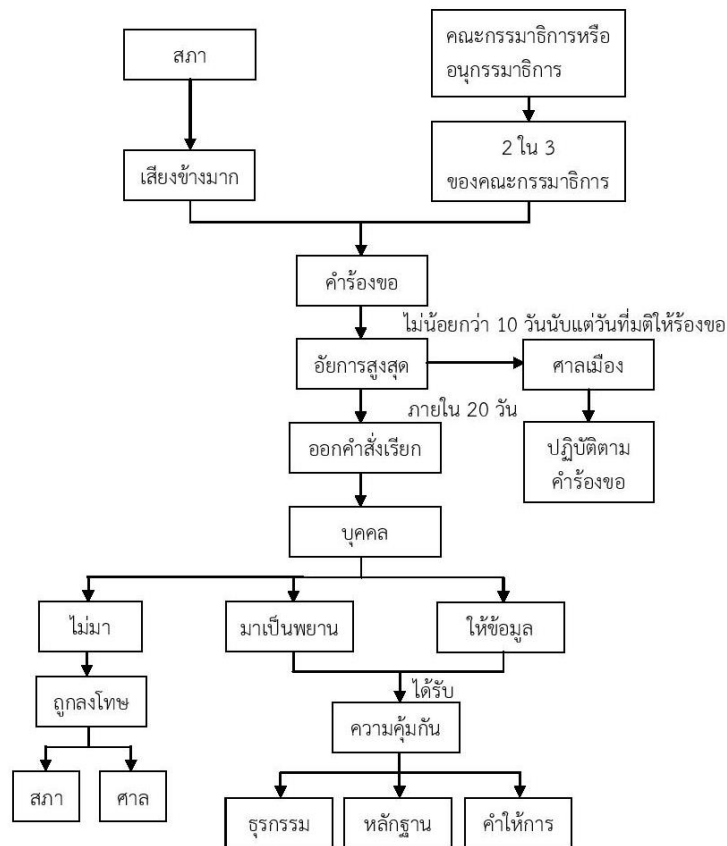 สภา
คณะกรรมาธิการหรือ
อนุกรรมาธิการ
เสียงข้างมาก
2 ใน 3
ของคณะกรรมาธิการ
คำร้องขอ
ไม่น้อยกว่า 10 วันนับแต่วันที่มติให้ร้องขอ
อัยการสูงสุด
ศาลเมือง
ภายใน 20 วัน
ออกคำสั่งเรียก
ปฏิบัติตาม
คำร้องขอ
บุคคล
ไม่มา
มาเป็นพยาน
ให้ข้อมูล
ถูกลงโทษ
ได้รับ
ความคุ้มกัน
สภา
ศาล
ธุรกรรม
หลักฐาน
คำให้การ